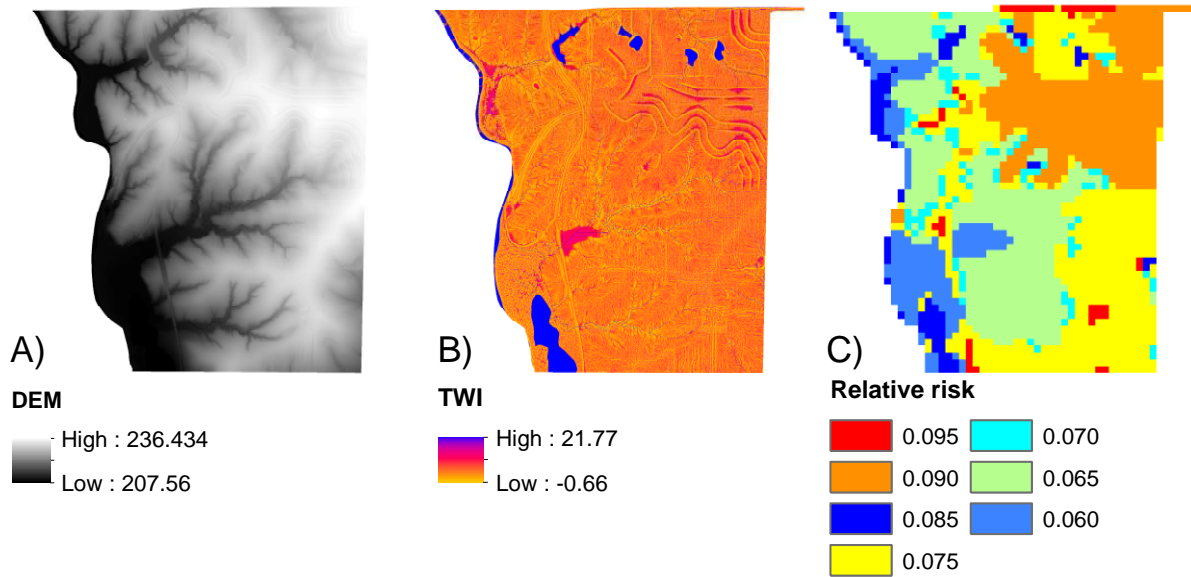 A)
B)
C)
DEM
High : 236.434
Low : 207.56
TWI
High : 21.77
Low : -0.66
Relative risk
0.095
0.070
0.090
0.065
0.085
0.060
0.075